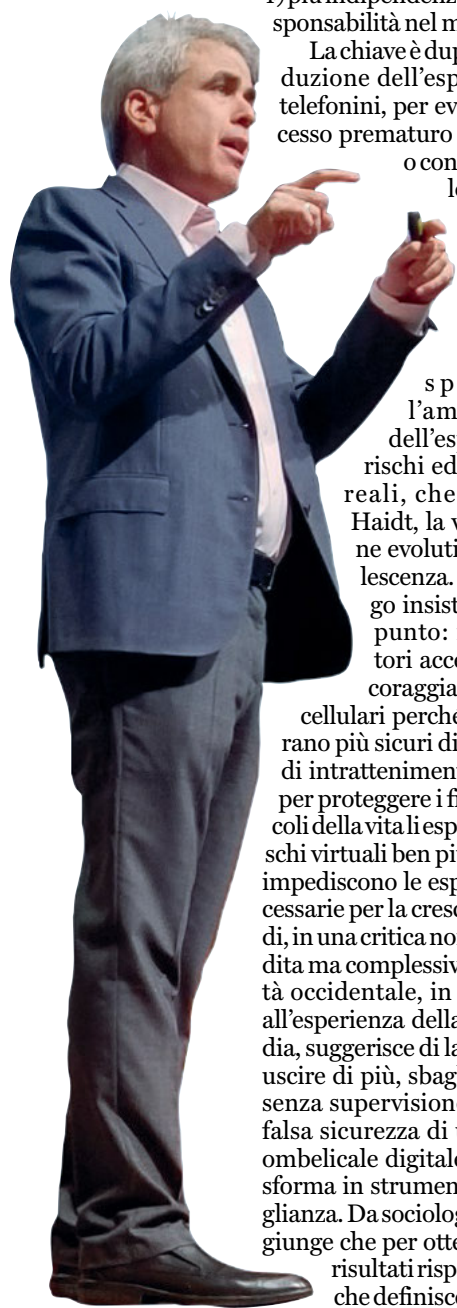 sponsabilità nel m
La chiave è dup
duzione dell'esp
telefonini, per ev
cesso prematuro
o con
le
sp
l'am
dell'es
rischi ed
reali, che
Haidt, la v
ne evoluti
lescenza.
go insist
punto:
tori acce
coraggia
cellulari perché
rano più sicuri di
di intrattenimen
per proteggere i fi
coli della vita li esp
schi virtuali ben pi
impediscono le esp
cessarie per la cresc
di, in una critica no
dita ma complessiv
tà occidentale, in
all'esperienza della
dia, suggerisce di la
uscire di più, sbag
senza supervision
falsa sicurezza di
ombelicale digital
sforma in strumen
glianza. Da sociolog
giunge che per otte
risultati risp
che definisc